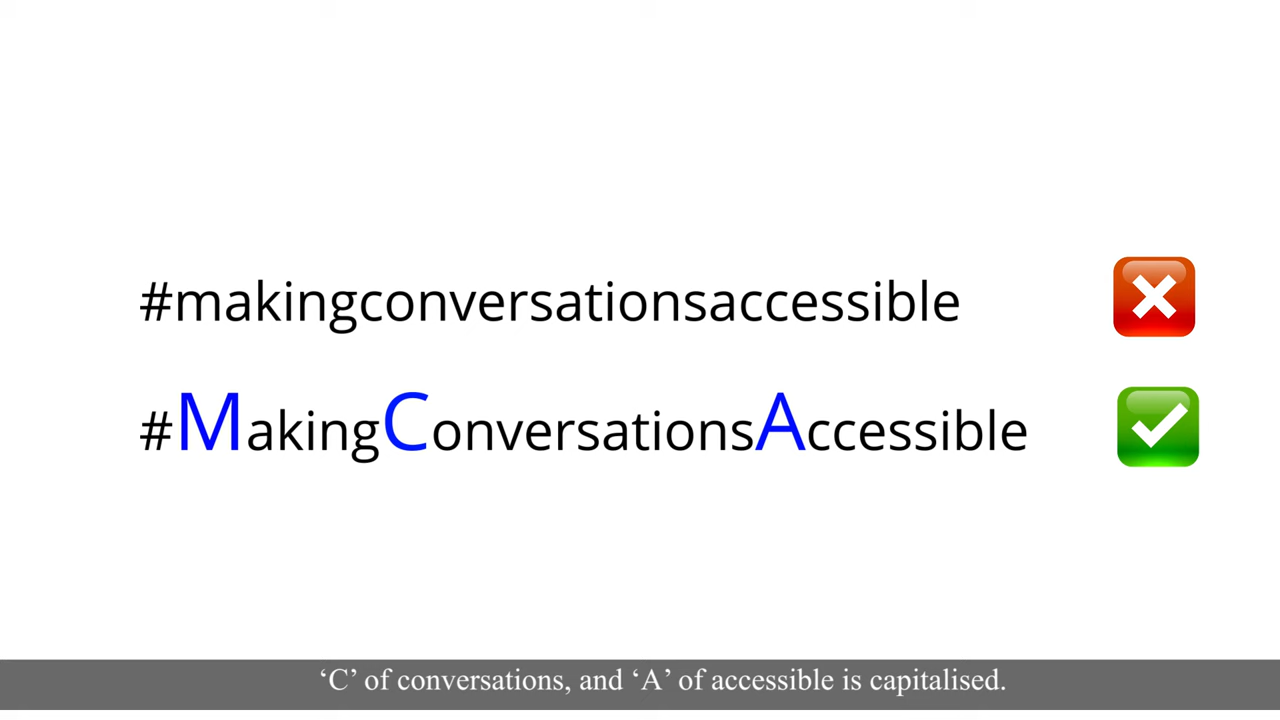 #makingconversationsaccessible
#MakingConversationsAccessible
‘C’ of conversations, and ‘A’ of accessible is capitalised.